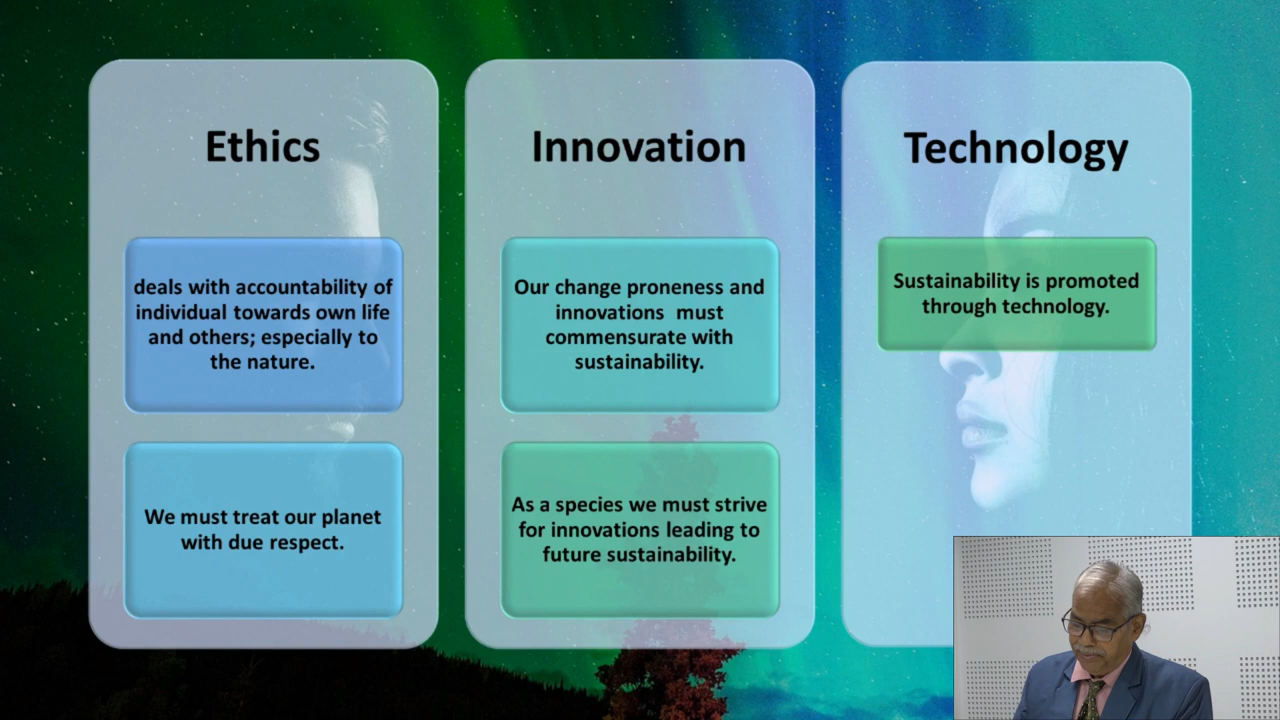 Ethics
deals with accountability of
individual towards own life
and others; especially to
the nature.
We must treat our planet
with due respect.
Innovation
Our change proneness and
innovations must
commensurate with
sustainability.
As a species we must strive
for innovations leading to
future sustainability.
Technology
Sustainability is promoted
through technology.